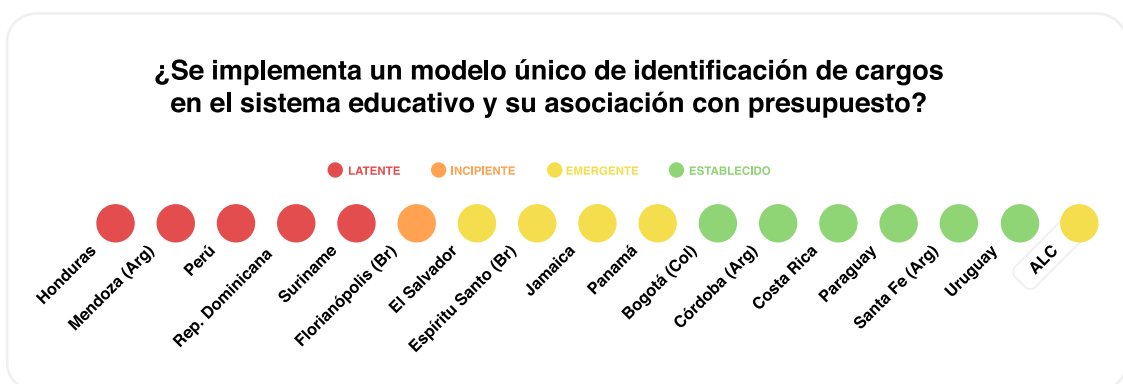 ¿Se implementa un modelo único de identificación de cargos
en el sistema educativo y su asociación con presupuesto?
LATENTE
INCIPIENTE
EMERGENTE
ESTABLECIDO
Honduras
Mendoza (Arg)
Perú
Rep. Dominicana
Suriname
Florianópolis (Br)
El Salvador
Espíritu Santo (Br)
Jamaica
Panamá
Bogotá (Col)
Córdoba (Arg)
Costa Rica
Paraguay
Santa Fe (Arg)
Uruguay
ALC